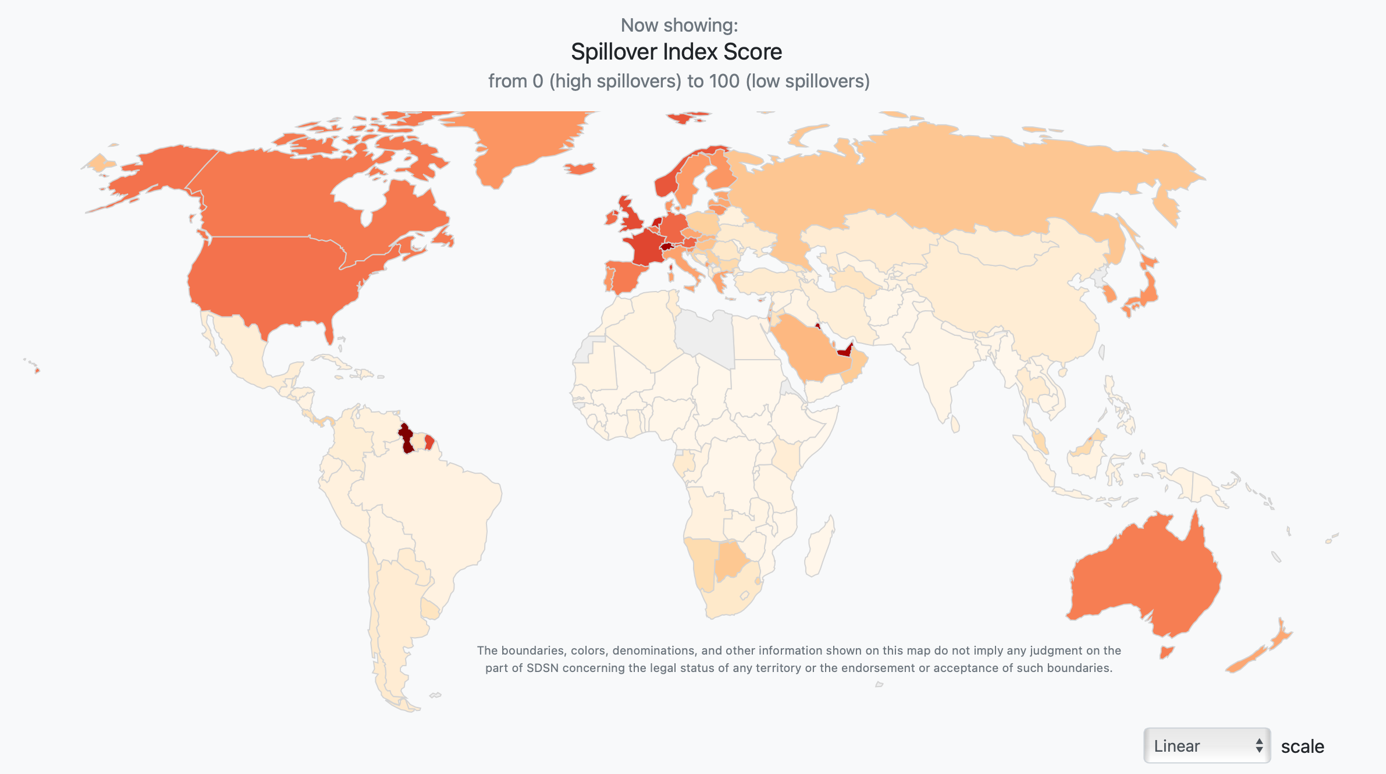 Now showing:
Spillover Index Score
from 0 (high spillovers) to 100 (low spillovers)
The boundaries, colors, denominations, and other information shown on this map do not imply any judgment on the
part of SDSN concerning the legal status of any territory or the endorsement or acceptance of such boundaries.
Linear scale